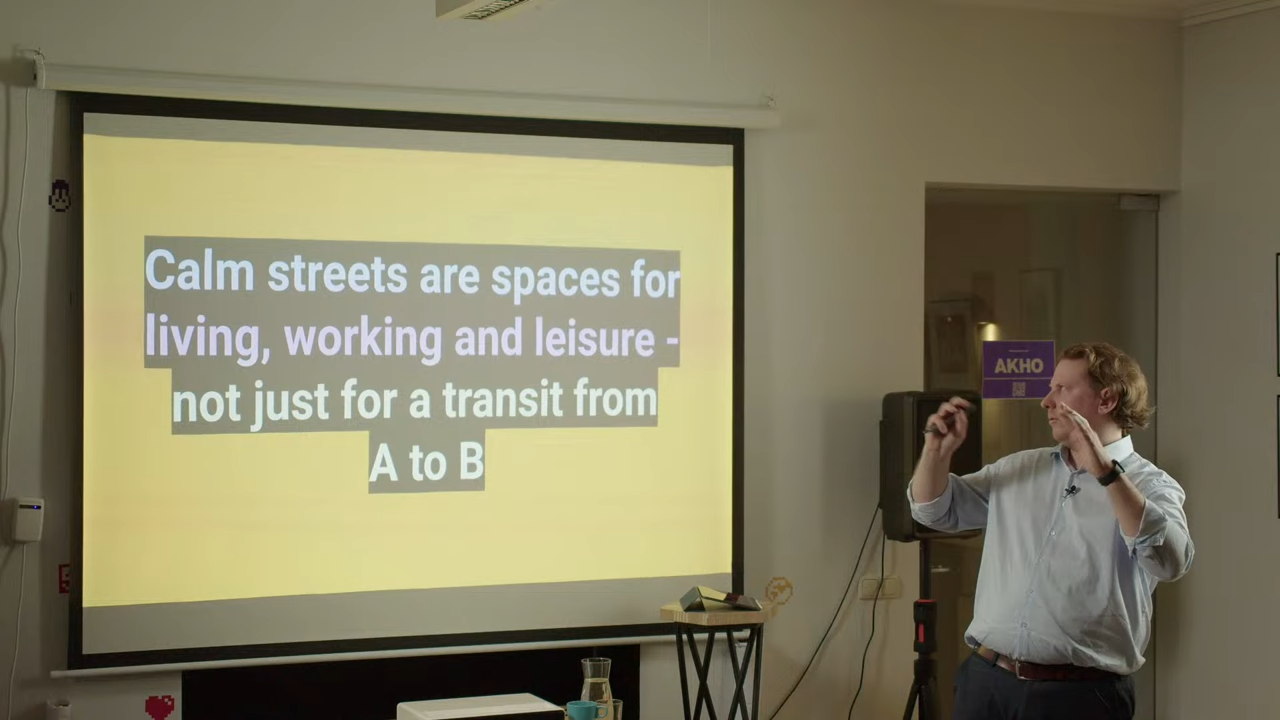 Calm streets are spaces for
living, working and leisure -
not just for a transit from
A to B
AKHO